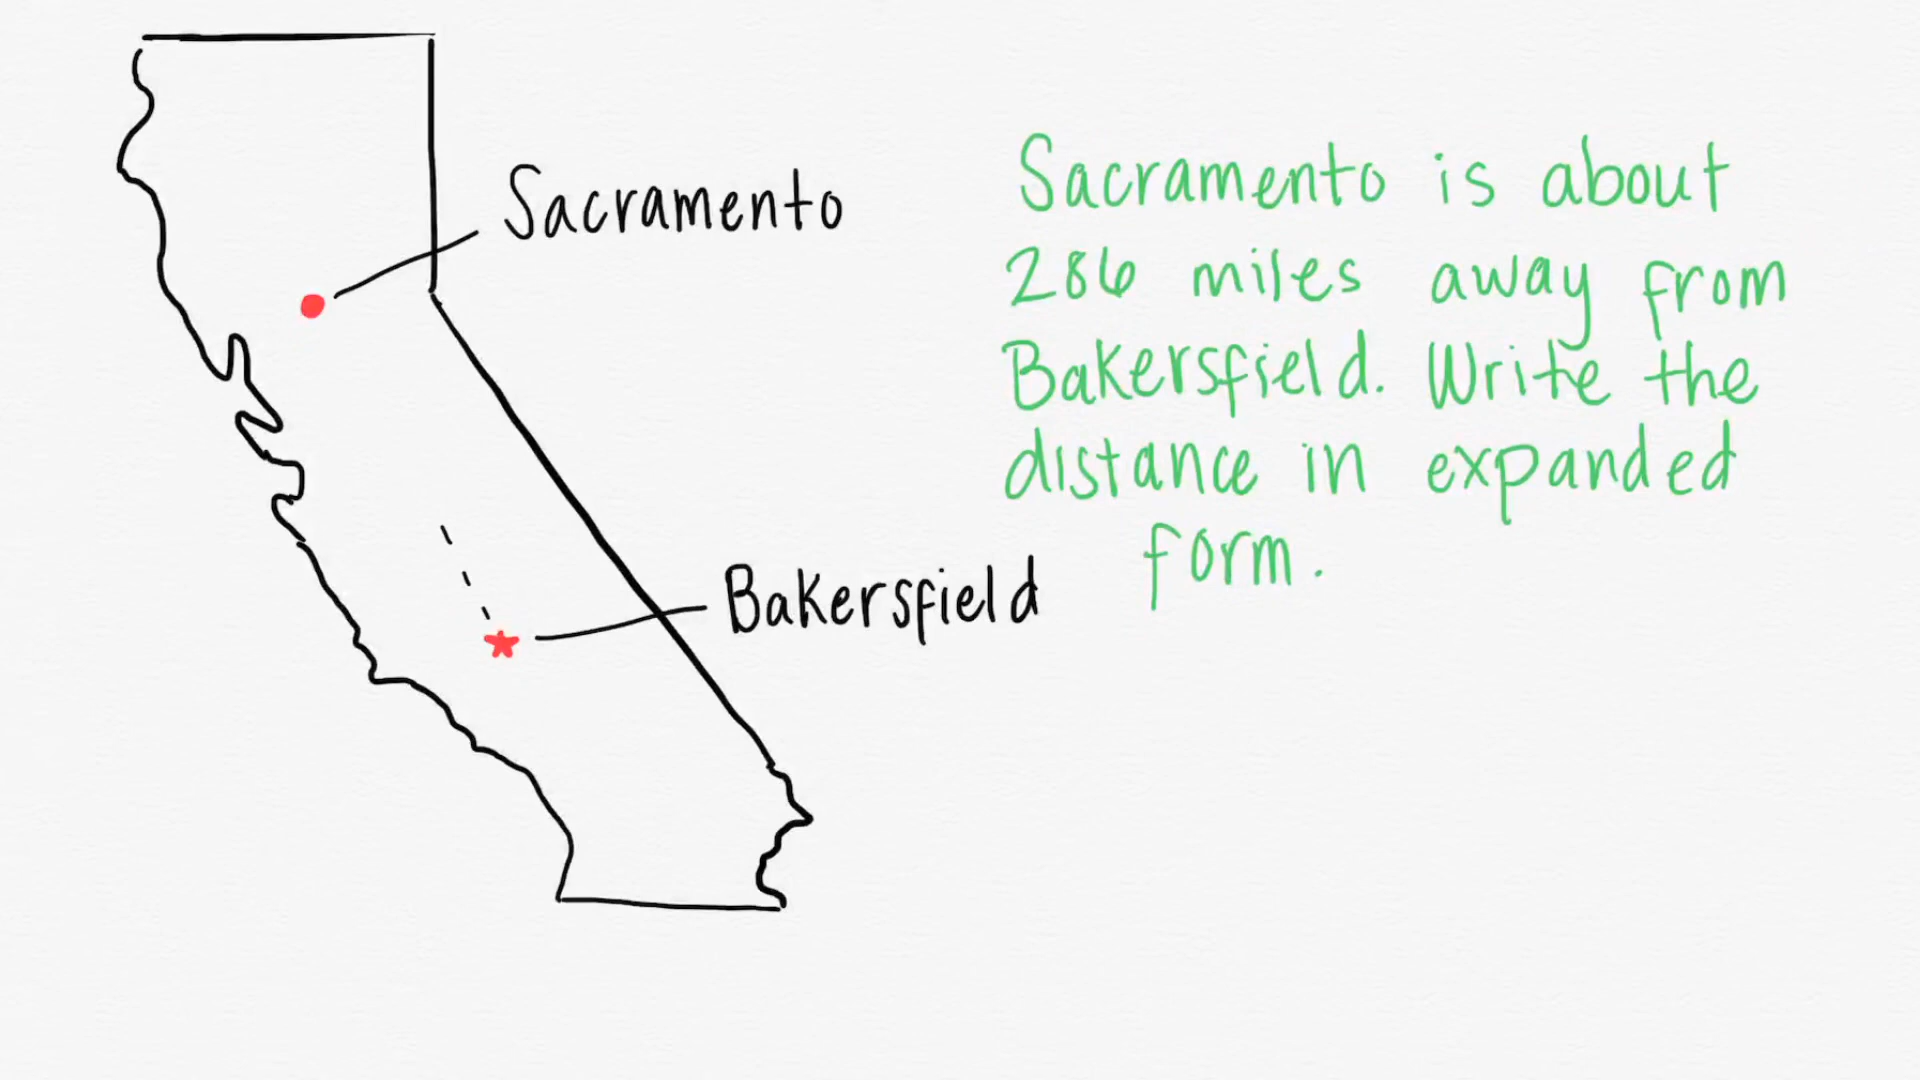 Sacramento
Bakersfield
Sacramento is about
286 miles away from
Bakersfield. Write the
distance in expanded
form.